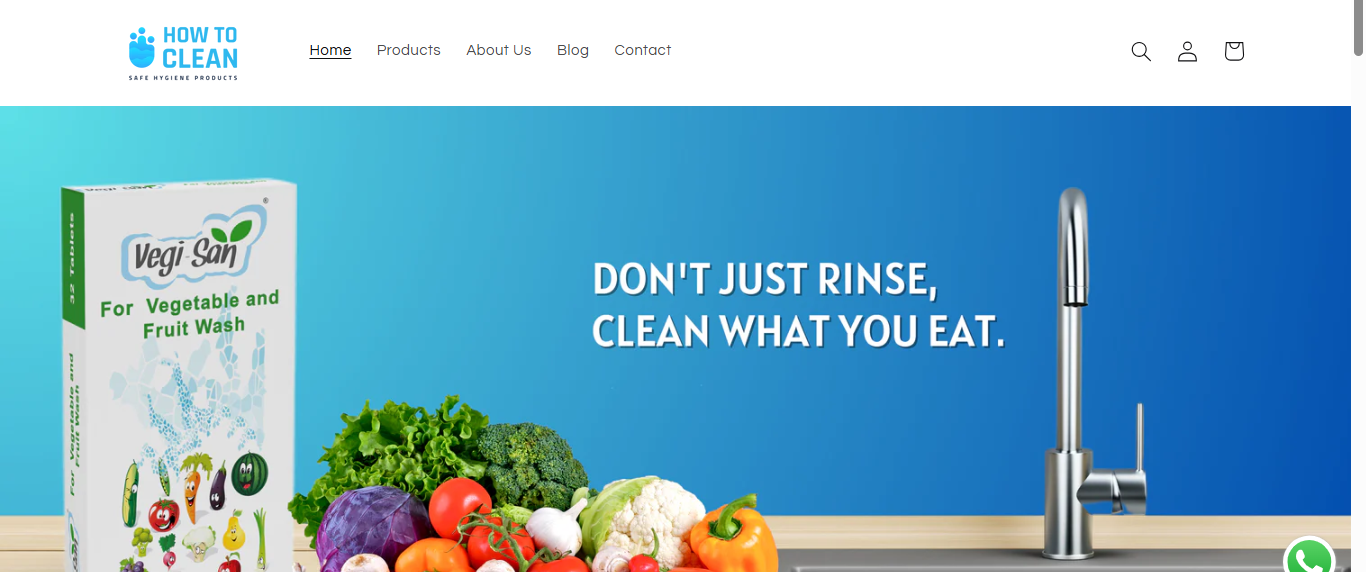 HOW TO
CLEAN
SAFE HYGIENE PRODUCTS
Home Products About Us Blog Contact
Vegi-San
®
For Vegetable and
Fruit Wash
32 Tablets
For Vegetable and
Fruit Wash
DON'T JUST RINSE,
CLEAN WHAT YOU EAT.